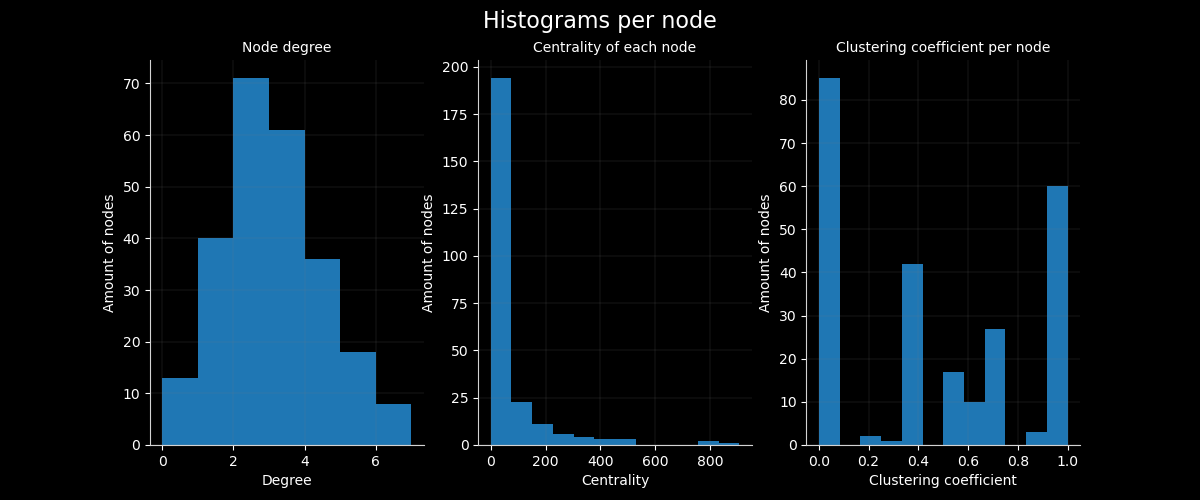 Histograms per node
Node degree
Amount of nodes
70
60
50
40
30
20
10
0
0 2 4 6
Degree
Centrality of each node
Amount of nodes
200
175
150
125
100
75
50
25
0
0 200 400 600 800
Centrality
Clustering coefficient per node
Amount of nodes
80
70
60
50
40
30
20
10
0
0.0 0.2 0.4 0.6 0.8 1.0
Clustering coefficient